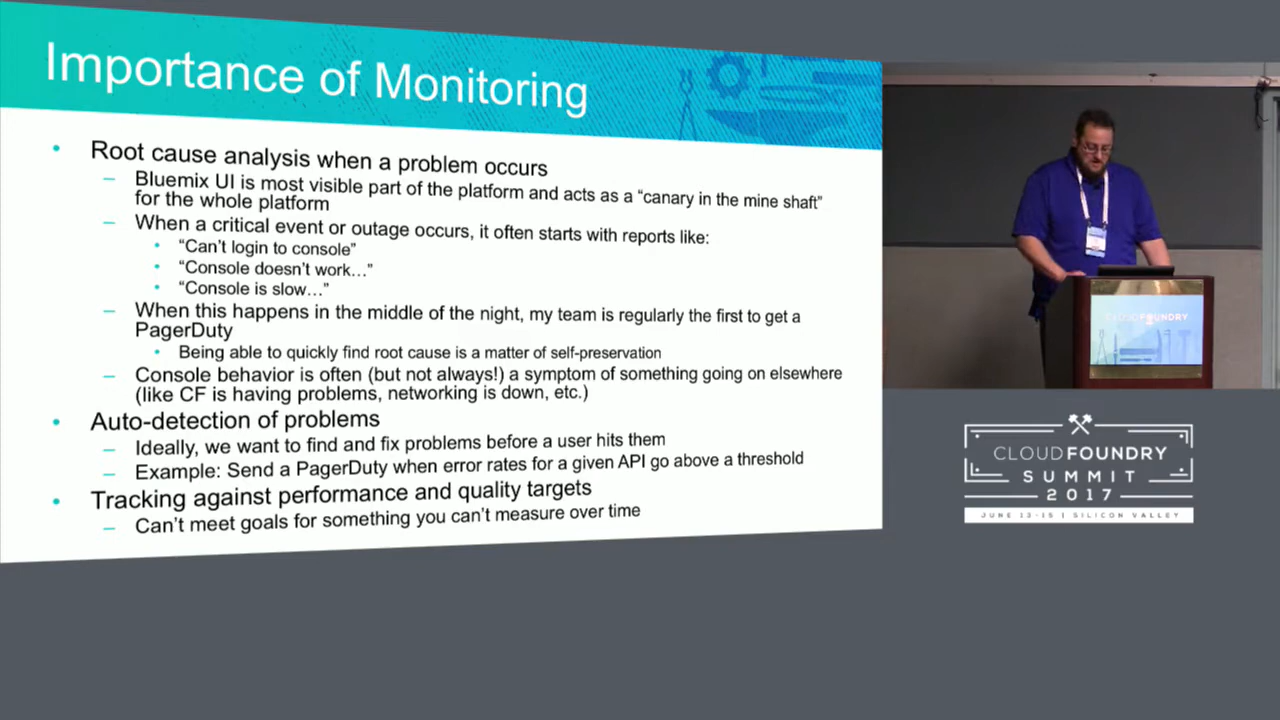 Importance of Monitoring
• Root cause analysis when a problem occurs
– Bluemix UI is most visible part of the platform and acts as a “canary in the mine shaft”
for the whole platform
– When a critical event or outage occurs, it often starts with reports like:
• “Can’t login to console”
• “Console doesn’t work…”
• “Console is slow…”
– When this happens in the middle of the night, my team is regularly the first to get a
PagerDuty
• Being able to quickly find root cause is a matter of self-preservation
– Console behavior is often (but not always!) a symptom of something going on elsewhere
(like CF is having problems, networking is down, etc.)
• Auto-detection of problems
– Ideally, we want to find and fix problems before a user hits them
– Example: Send a PagerDuty when error rates for a given API go above a threshold
• Tracking against performance and quality targets
– Can’t meet goals for something you can’t measure over time
CLOUD FOUNDRY
CLOUD FOUNDRY
SUMMIT
2017
JUNE 13-15 | SILICON VALLEY